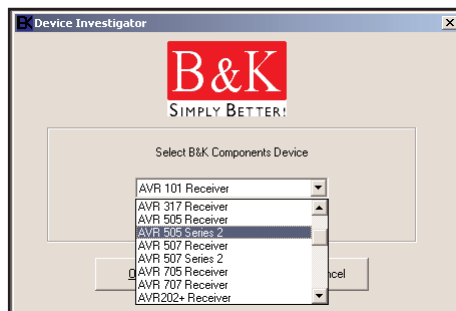 Device Investigator
B&K
SIMPLY BETTER!
Select B&K Components Device
AVR 101 Receiver
AVR 317 Receiver
AVR 505 Receiver
AVR 505 Series 2
AVR 507 Receiver
AVR 507 Series 2
AVR 705 Receiver
AVR 707 Receiver
AVR202+ Receiver